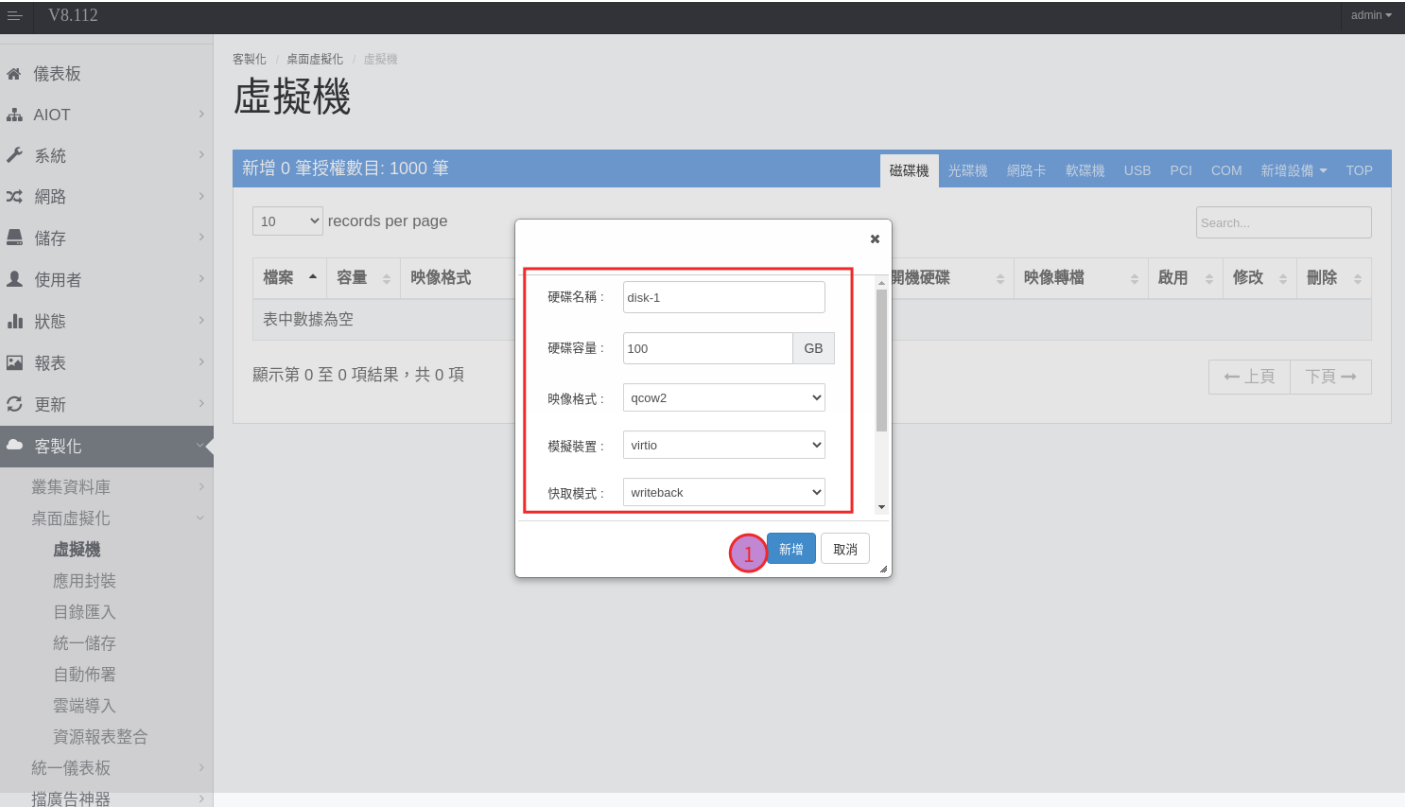 V8.112
admin
儀表板
AIOT
系統
網路
儲存
使用者
狀態
報表
更新
客製化
叢集資料庫
桌面虛擬化
虛擬機
應用封裝
目錄匯入
統一儲存
自動佈署
雲端導入
資源報表整合
統一儀表板
擋廣告神器
客製化 / 桌面虛擬化 / 虛擬機
虛擬機
新增 0 筆授權數目: 1000 筆
磁碟機 光碟機 網路卡 軟碟機 USB PCI COM 新增設備 TOP
10 records per page
Search...
檔案 容量 映像格式 開機硬碟 映像轉檔 啟用 修改 刪除
表中數據為空
顯示第 0 至 0 項結果，共 0 項
上頁 下頁
硬碟名稱 : disk-1
硬碟容量 : 100 GB
映像格式 : qcow2
模擬裝置 : virtio
快取模式 : writeback
1 新增 取消